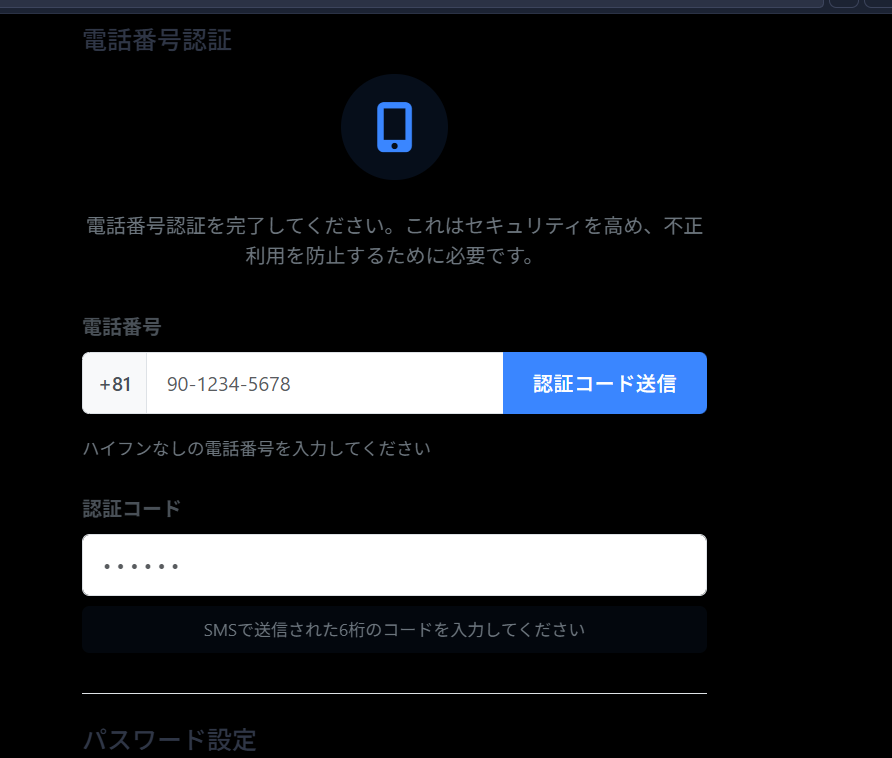 電話番号認証
電話番号認証を完了してください。これはセキュリティを高め、不正
利用を防止するために必要です。
電話番号
+81 90-1234-5678 認証コード送信
ハイフンなしの電話番号を入力してください
認証コード
••••••
SMSで送信された6桁のコードを入力してください
パスワード設定